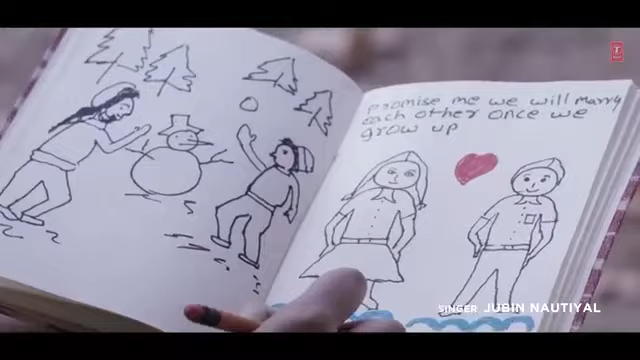 T
promise me we will marry
each other once we
grow up
SINGER JUBIN NAUTIYAL